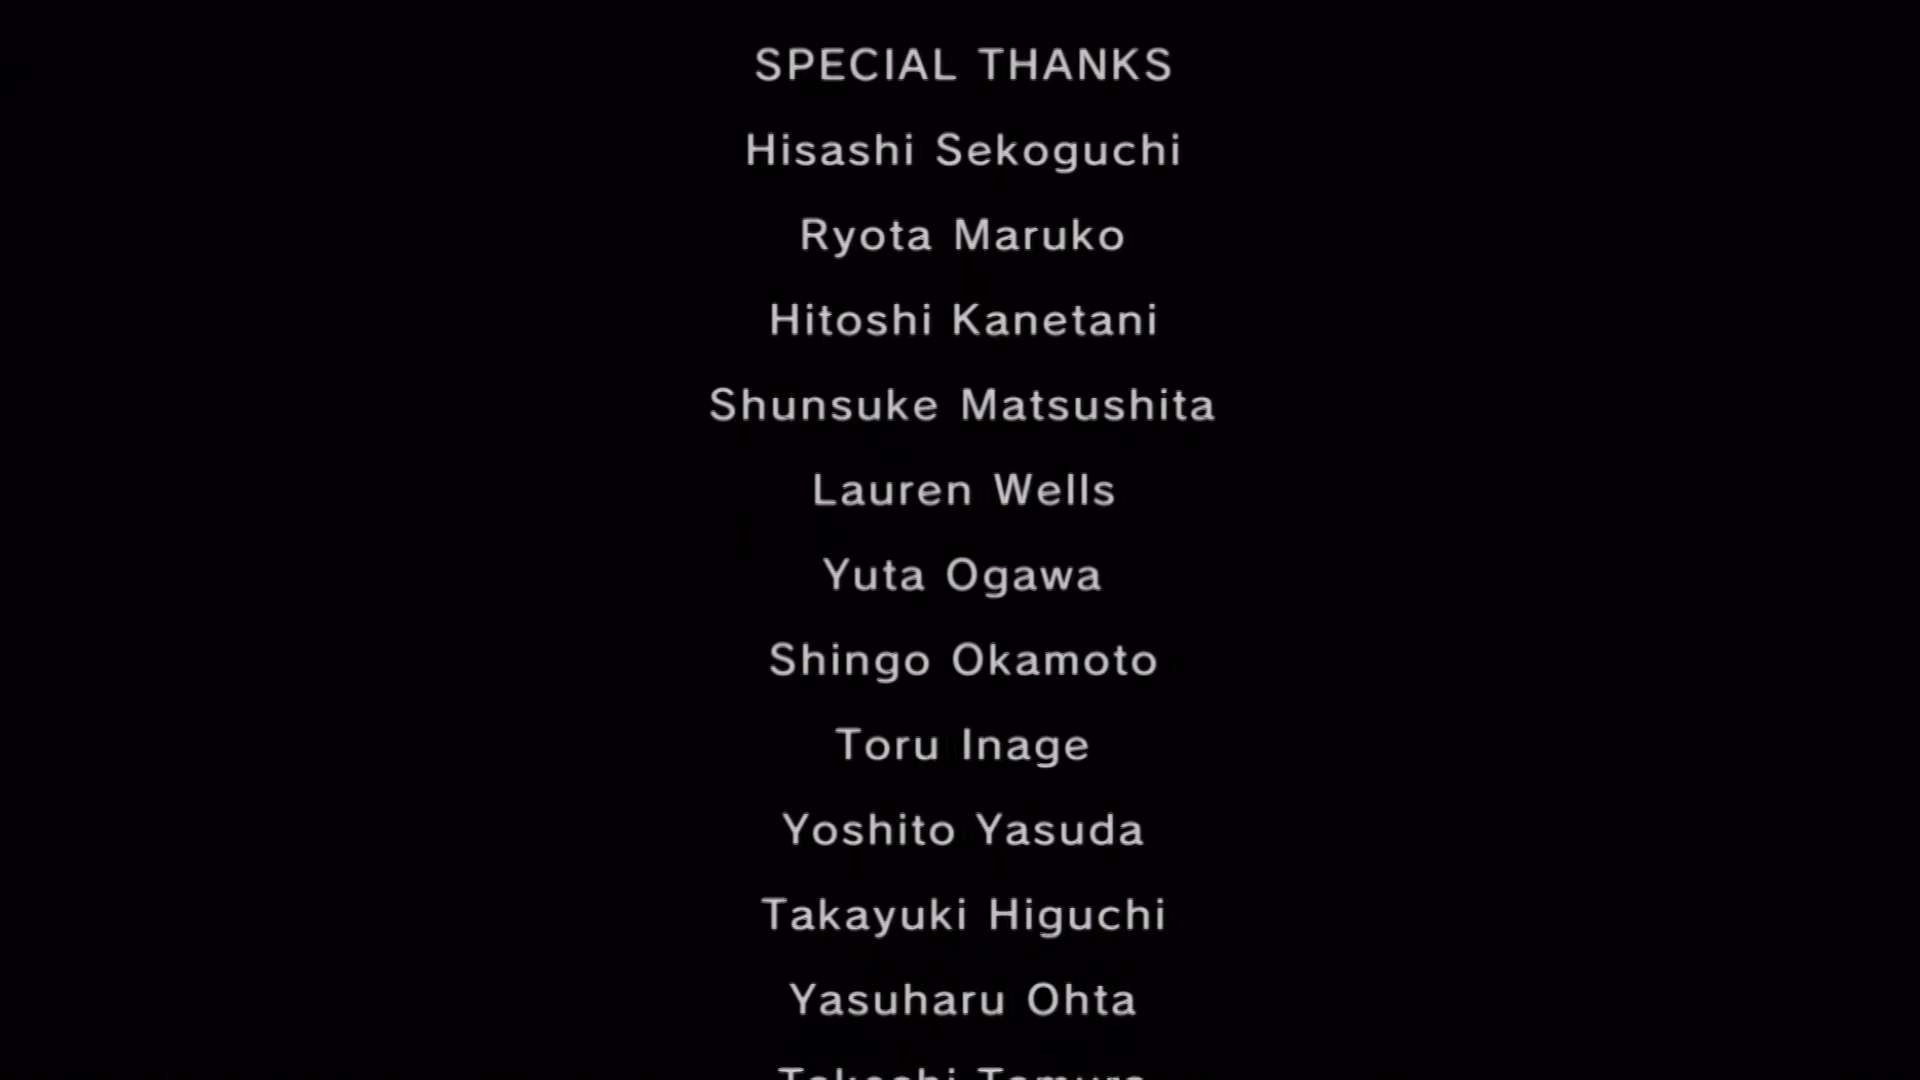 SPECIAL THANKS
Hisashi Sekoguchi
Ryota Maruko
Hitoshi Kanetani
Shunsuke Matsushita
Lauren Wells
Yuta Ogawa
Shingo Okamoto
Toru Inage
Yoshito Yasuda
Takayuki Higuchi
Yasuharu Ohta